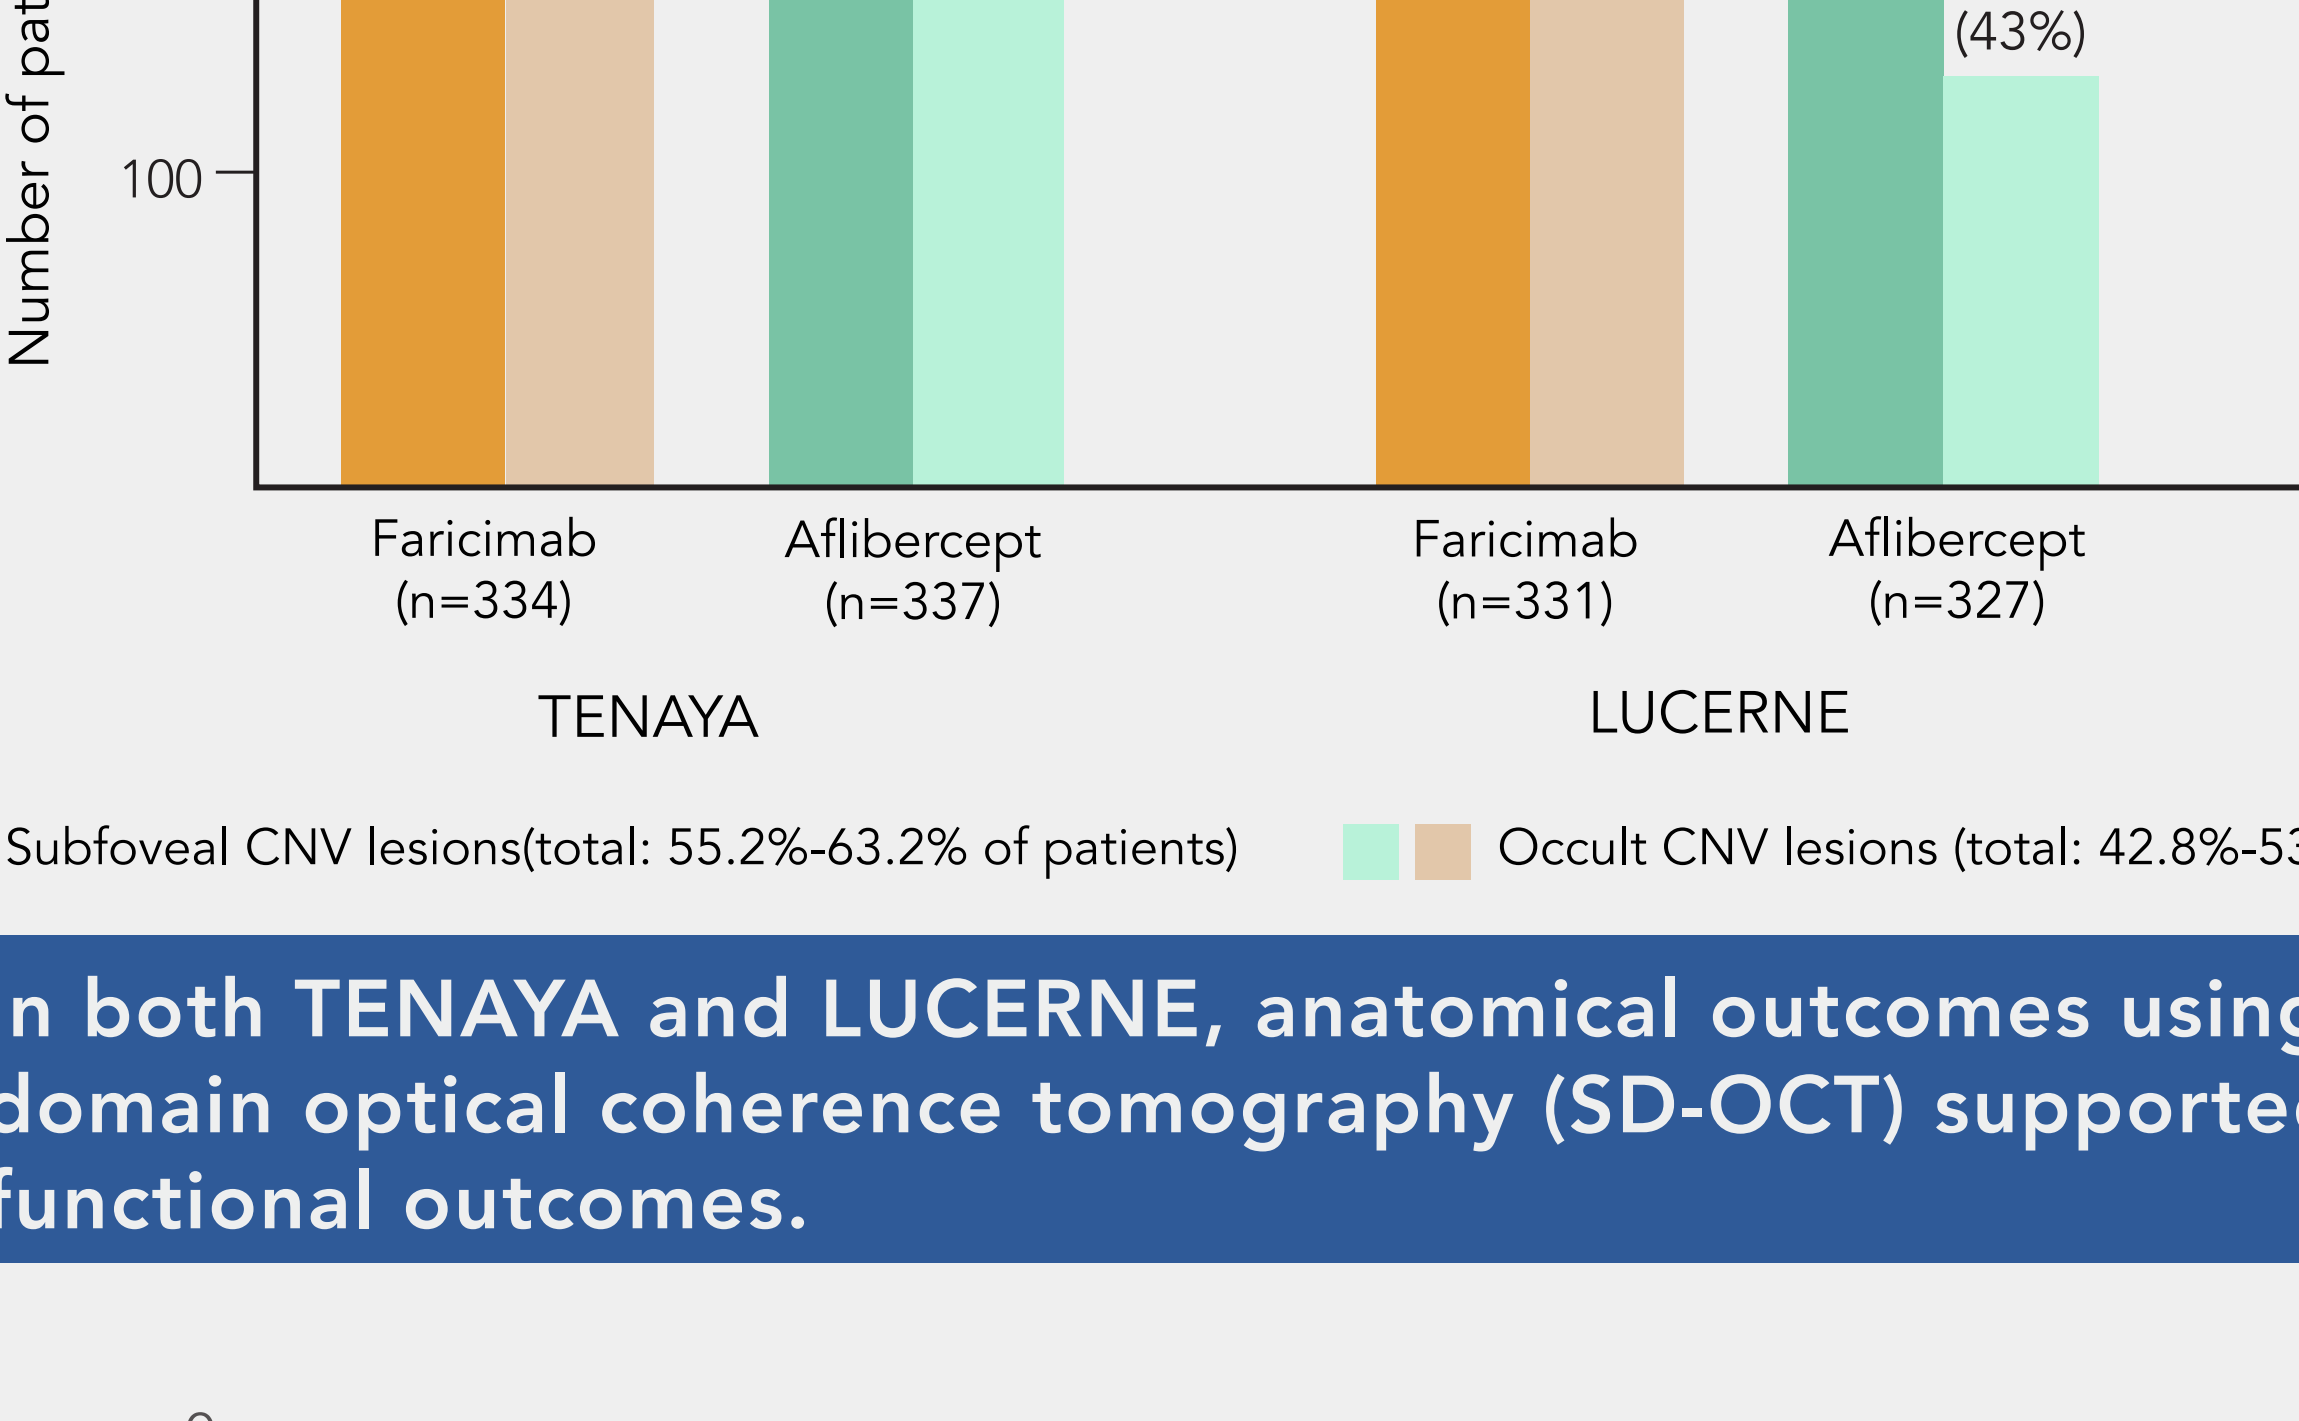 Number of
(43%)
100
Faricimab Aflibercept Faricimab Aflibercept
(n=334) (n=337) (n=331) (n=327)
TENAYA LUCERNE
Subfoveal CNV lesions(total: 55.2%-63.2% of patients) Occult CNV lesions (total: 42.8%-53
n both TENAYA and LUCERNE, anatomical outcomes using
domain optical coherence tomography (SD-OCT) supported
functional outcomes.